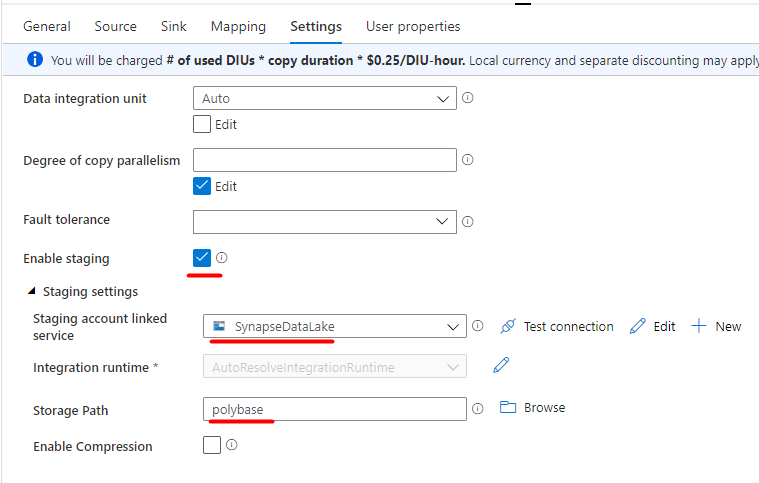 General Source Sink Mapping Settings User properties
You will be charged # of used DIUs * copy duration * $0.25/DIU-hour. Local currency and separate discounting may apply
Data integration unit Auto
Edit
Degree of copy parallelism
Edit
Fault tolerance
Enable staging
Staging settings
Staging account linked
service
SynapseDataLake Test connection Edit New
Integration runtime * AutoResolveIntegrationRuntime
Storage Path polybase Browse
Enable Compression